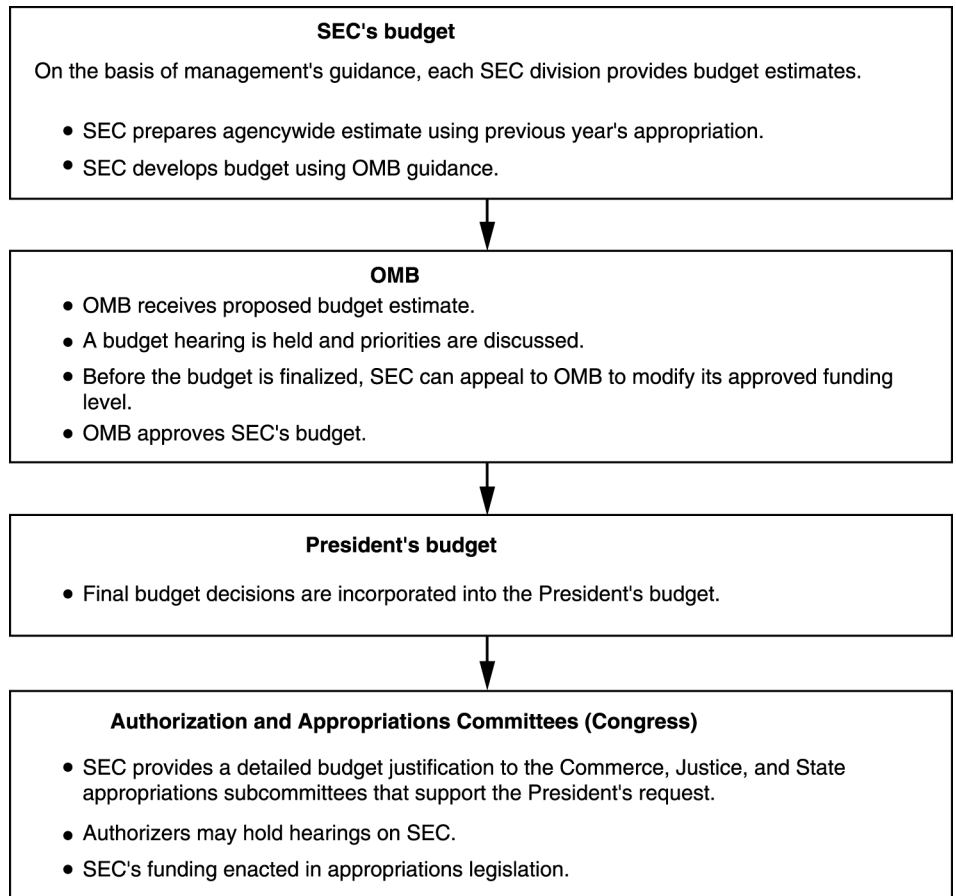 SEC's budget
On the basis of management's guidance, each SEC division provides budget estimates.
• SEC prepares agencywide estimate using previous year's appropriation.
• SEC develops budget using OMB guidance.
OMB
• OMB receives proposed budget estimate.
• A budget hearing is held and priorities are discussed.
• Before the budget is finalized, SEC can appeal to OMB to modify its approved funding
level.
• OMB approves SEC's budget.
President's budget
• Final budget decisions are incorporated into the President's budget.
Authorization and Appropriations Committees (Congress)
• SEC provides a detailed budget justification to the Commerce, Justice, and State
appropriations subcommittees that support the President's request.
• Authorizers may hold hearings on SEC.
• SEC's funding enacted in appropriations legislation.